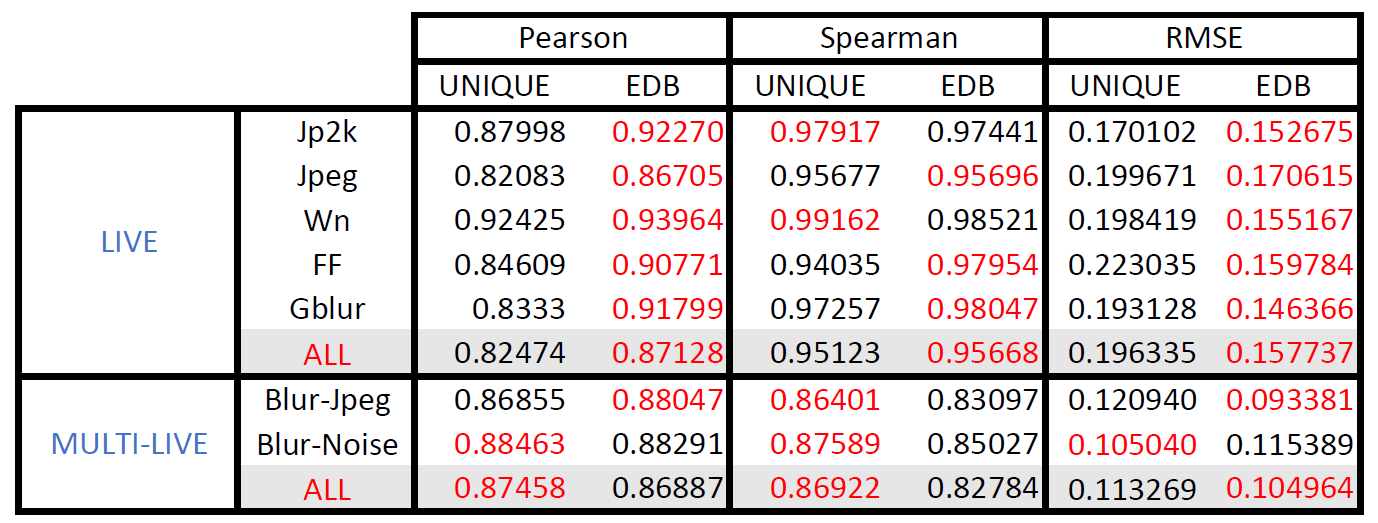 Pearson Spearman RMSE
UNIQUE EDB UNIQUE EDB UNIQUE EDB
Jp2k 0.87998 0.92270 0.97917 0.97441 0.170102 0.152675
Jpeg 0.82083 0.86705 0.95677 0.95696 0.199671 0.170615
Wn 0.92425 0.93964 0.99162 0.98521 0.198419 0.155167
LIVE
FF 0.84609 0.90771 0.94035 0.97954 0.223035 0.159784
Gblur 0.8333 0.91799 0.97257 0.98047 0.193128 0.146366
ALL 0.82474 0.87128 0.95123 0.95668 0.196335 0.157737
Blur-Jpeg 0.86855 0.88047 0.86401 0.83097 0.120940 0.093381
MULTI-LIVE Blur-Noise 0.88463 0.88291 0.87589 0.85027 0.105040 0.115389
ALL 0.87458 0.86887 0.86922 0.82784 0.113269 0.104964